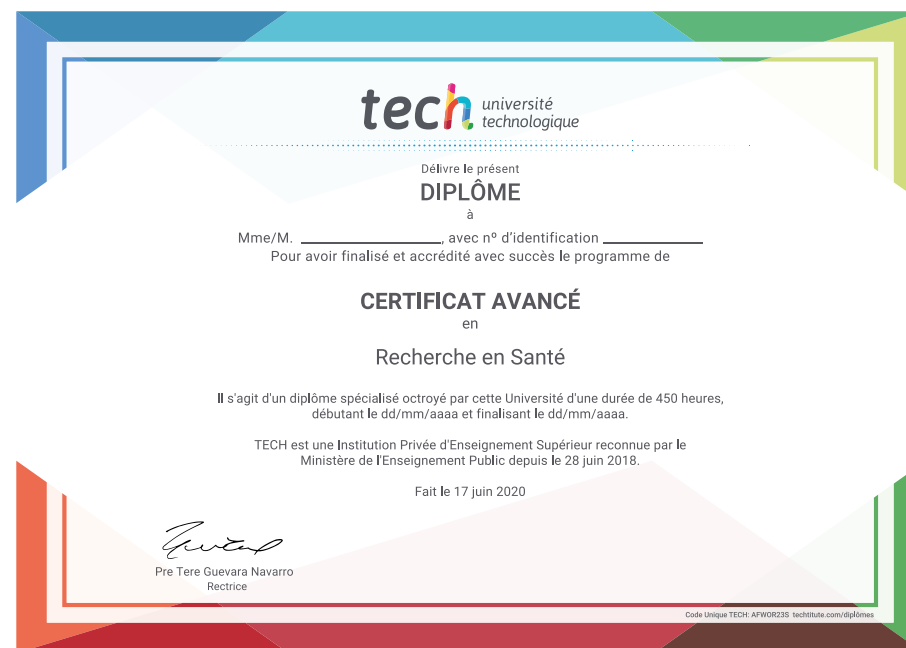 tech université
technologique
Délivre le présent
DIPLÔME
à
Mme/M. ____________________, avec nº d'identification ______________
Pour avoir finalisé et accrédité avec succès le programme de
CERTIFICAT AVANCÉ
en
Recherche en Santé
Il s'agit d'un diplôme spécialisé octroyé par cette Université d'une durée de 450 heures,
débutant le dd/mm/aaaa et finalisant le dd/mm/aaaa.
TECH est une Institution Privée d'Enseignement Supérieur reconnue par le
Ministère de l'Enseignement Public depuis le 28 juin 2018.
Fait le 17 juin 2020
Pre Tere Guevara Navarro
Rectrice
Code Unique TECH: AFWOR23S techtitute.com/diplômes